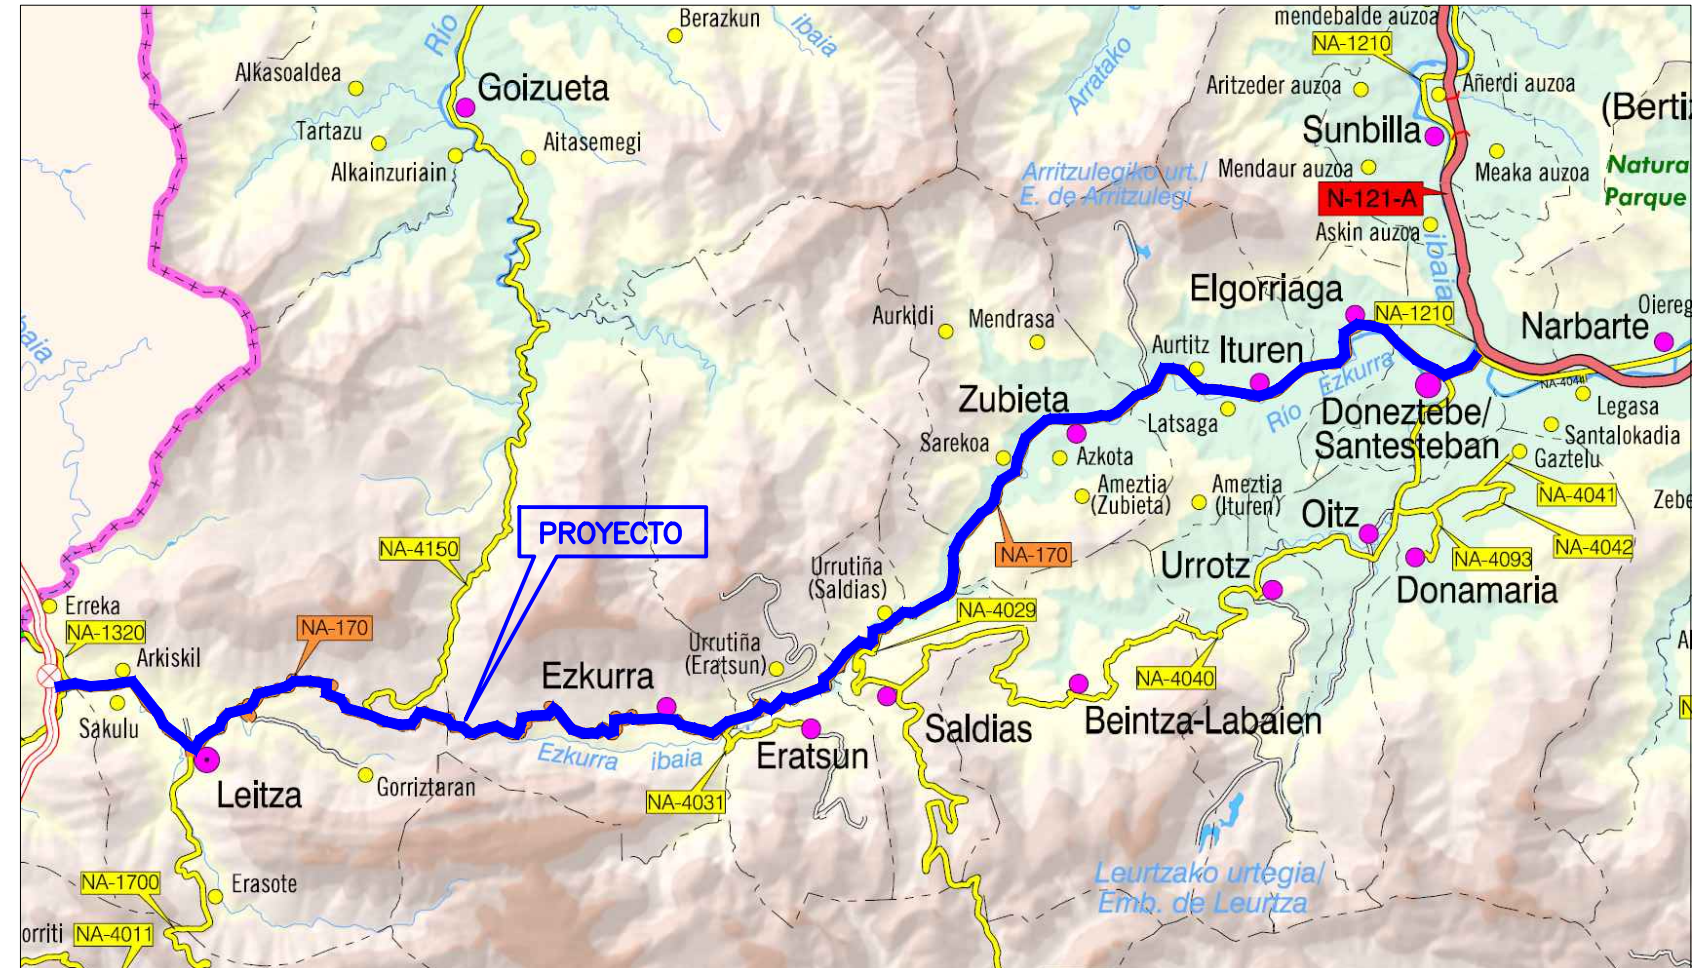 Berazkun
ibaia
mendebalde auzoa
NA-1210
Río
Alkasoaldea
Goizueta
Arratako
Aritzeder auzoa
Añerdi auzoa
(Berti
Tartazu
Aitasemegi
Sunbilla
Alkainzuriain
Arritzulegiko urt./
E. de Arritzulegi
Mendaur auzoa
Meaka auzoa
Natura
Parque
N-121-A
Askin auzoa
ibaia
Elgorriaga
ibaia
Aurkidi
Mendrasa
NA-1210
Narbarte
Oiereg
Aurtitz
Ituren
Río Ezkurra
Zubieta
NA-404
Legasa
Latsaga
Doneztebe/
Santesteban
Santalokadia
Sarekoa
Azkota
Gaztelu
Ameztia
(Zubieta)
Ameztia
(Ituren)
NA-4041
Zebe
PROYECTO
Oitz
NA-4150
NA-170
NA-4093
NA-4042
Urrutiña
(Saldias)
Urrotz
Donamaria
Erreka
NA-4029
NA-1320
NA-170
Urrutiña
(Eratsun)
Arkiskil
Ezkurra
NA-4040
Sakulu
Saldias
Beintza-Labaien
Ezkurra ibaia
Eratsun
Leitza
Gorriztaran
NA-4031
Leurtzako urtegia/
Emb. de Leurtza
NA-1700
Erasote
orriti
NA-4011